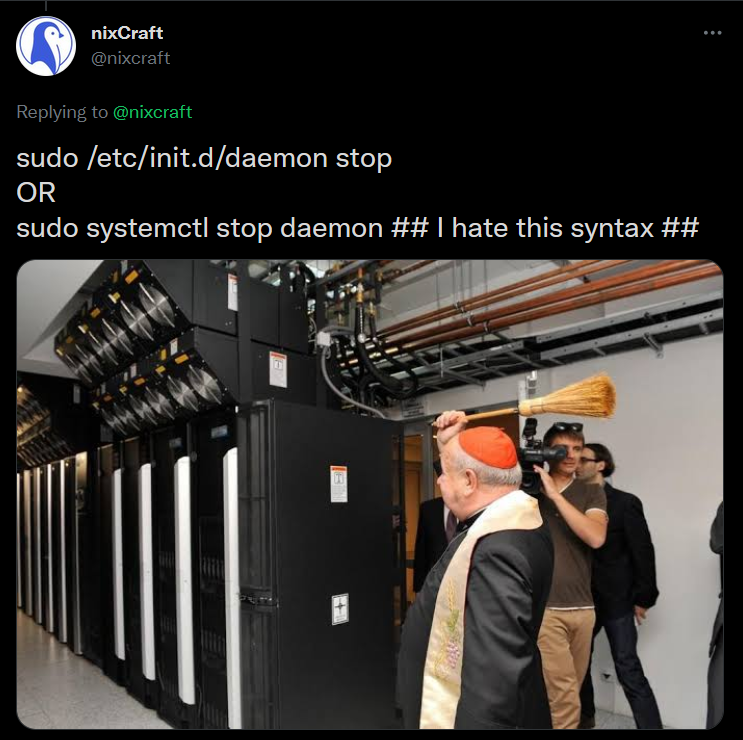 nixCraft
@nixcraft
Replying to @nixcraft
sudo /etc/init.d/daemon stop
OR
sudo systemctl stop daemon ## I hate this syntax ##